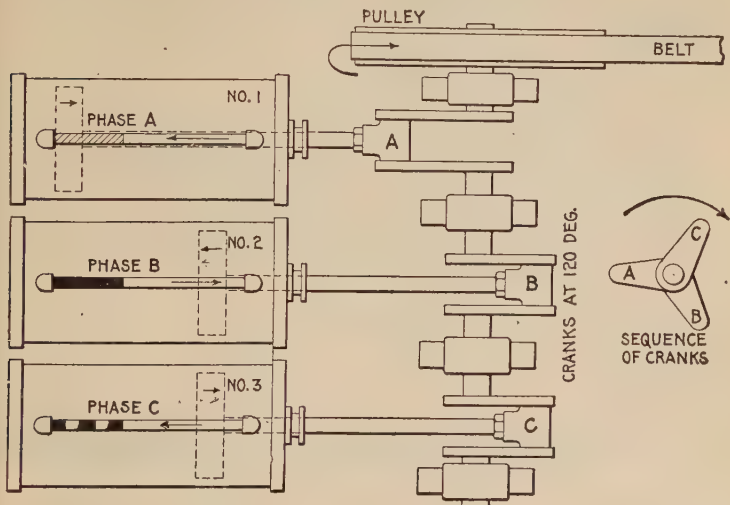 PULLEY
BELT
NO. 1
PHASE A
A
NO. 2
PHASE B
B
NO. 3
PHASE C
C
CRANKS AT 120 DEG.
A
C
B
SEQUENCE
OF CRANKS